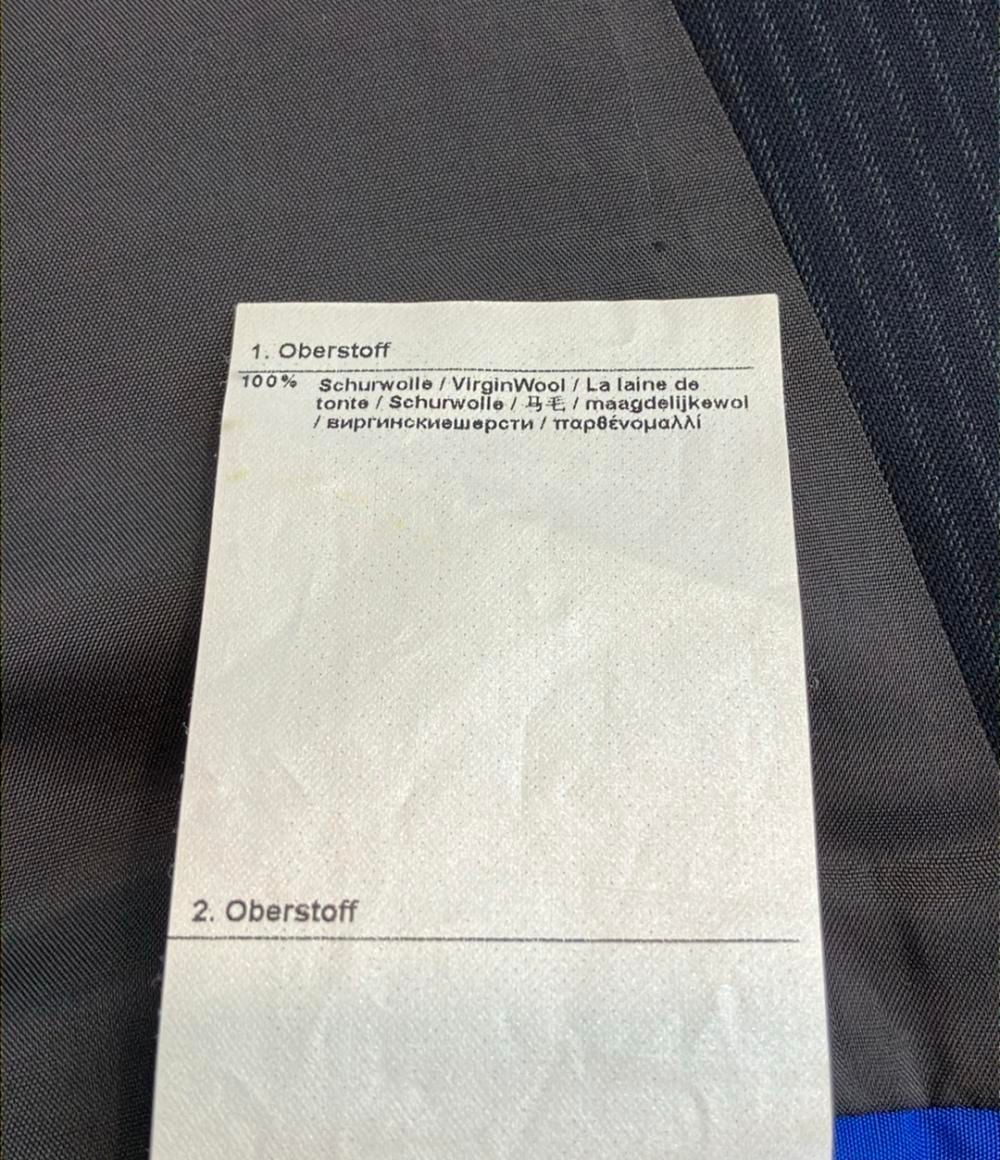 1. Oberstoff
100% Schurwolle / VirginWool / La laine de
tonte / Schurwolle / 马毛 / maagdelijkewol
/ виргинскиешерсти / παρθένομαλλί
2. Oberstoff